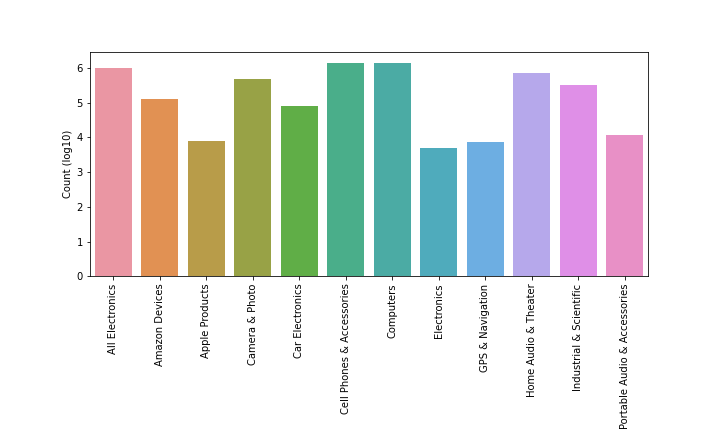 Count (log10)
6
5
4
3
2
1
0
All Electronics
Amazon Devices
Apple Products
Camera & Photo
Car Electronics
Cell Phones & Accessories
Computers
Electronics
GPS & Navigation
Home Audio & Theater
Industrial & Scientific
Portable Audio & Accessories